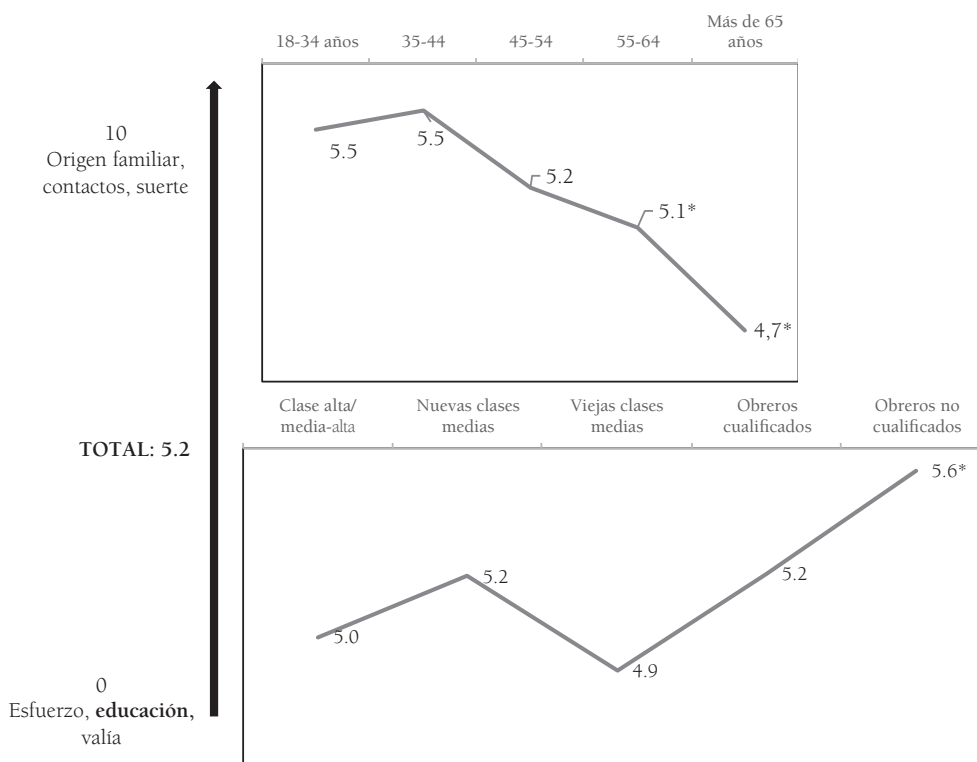 18-34 años 35-44 45-54 55-64 Más de 65
años
10
Origen familiar,
contactos, suerte
5.5 5.5 5.2 5.1* 4,7*
Clase alta/
media-alta
Nuevas clases
medias
Viejas clases
medias
Obreros
cualificados
Obreros no
cualificados
TOTAL: 5.2
5.0 5.2 4.9 5.2 5.6*
0
Esfuerzo, educación,
valía